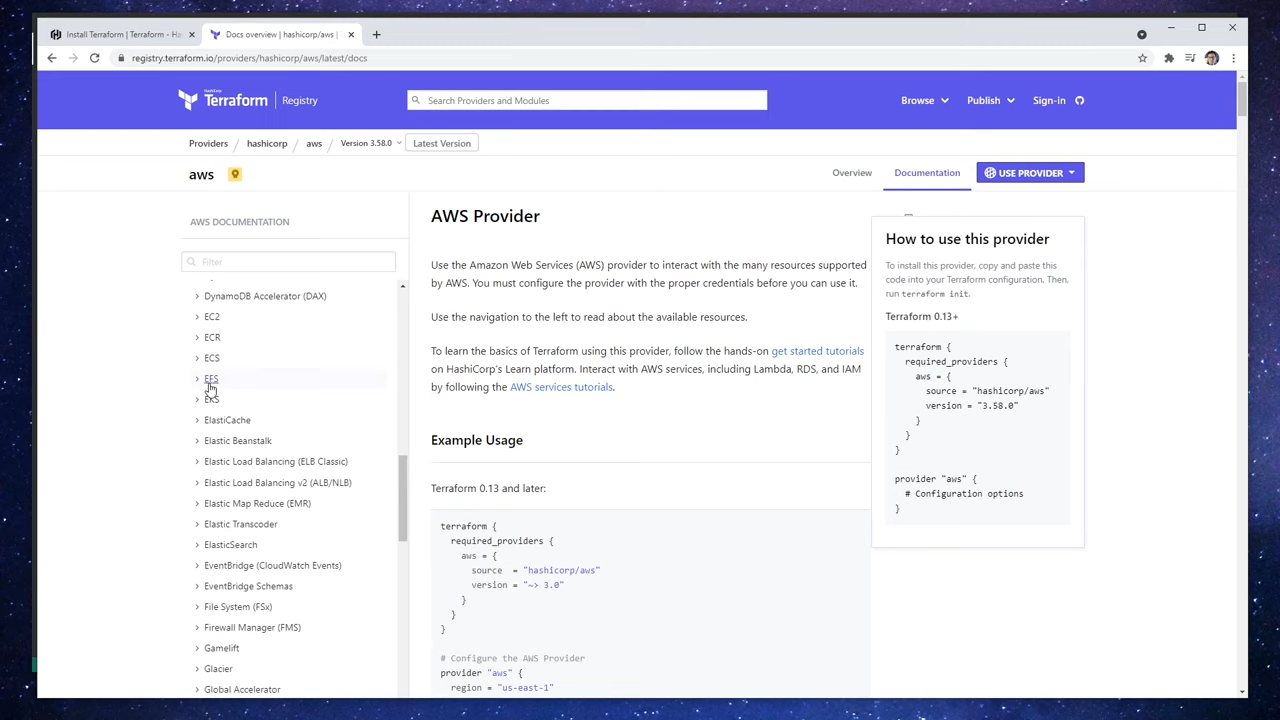 Install Terraform | Terraform - Ha
Docs overview | hashicorp/aws |
registry.terraform.io/providers/hashicorp/aws/latest/docs
HashiCorp
Terraform
Registry
Search Providers and Modules
Browse
Publish
Sign-in
Providers / hashicorp / aws / Version 3.58.0
Latest Version
aws
Overview
Documentation
USE PROVIDER
AWS DOCUMENTATION
Filter
DynamoDB Accelerator (DAX)
EC2
ECR
ECS
EFS
EKS
ElastiCache
Elastic Beanstalk
Elastic Load Balancing (ELB Classic)
Elastic Load Balancing v2 (ALB/NLB)
Elastic Map Reduce (EMR)
Elastic Transcoder
ElasticSearch
EventBridge (CloudWatch Events)
EventBridge Schemas
File System (FSx)
Firewall Manager (FMS)
Gamelift
Glacier
Global Accelerator
AWS Provider
Use the Amazon Web Services (AWS) provider to interact with the many resources supported
by AWS. You must configure the provider with the proper credentials before you can use it.
Use the navigation to the left to read about the available resources.
To learn the basics of Terraform using this provider, follow the hands-on get started tutorials
on HashiCorp's Learn platform. Interact with AWS services, including Lambda, RDS, and IAM
by following the AWS services tutorials.
Example Usage
Terraform 0.13 and later:
terraform {
required_providers {
aws = {
source = "hashicorp/aws"
version = "~> 3.0"
}
}
}
# Configure the AWS Provider
provider "aws" {
region = "us-east-1"
How to use this provider
To install this provider, copy and paste this
code into your Terraform configuration. Then,
run terraform init.
Terraform 0.13+
terraform {
required_providers {
aws = {
source = "hashicorp/aws"
version = "3.58.0"
}
}
}
provider "aws" {
# Configuration options
}